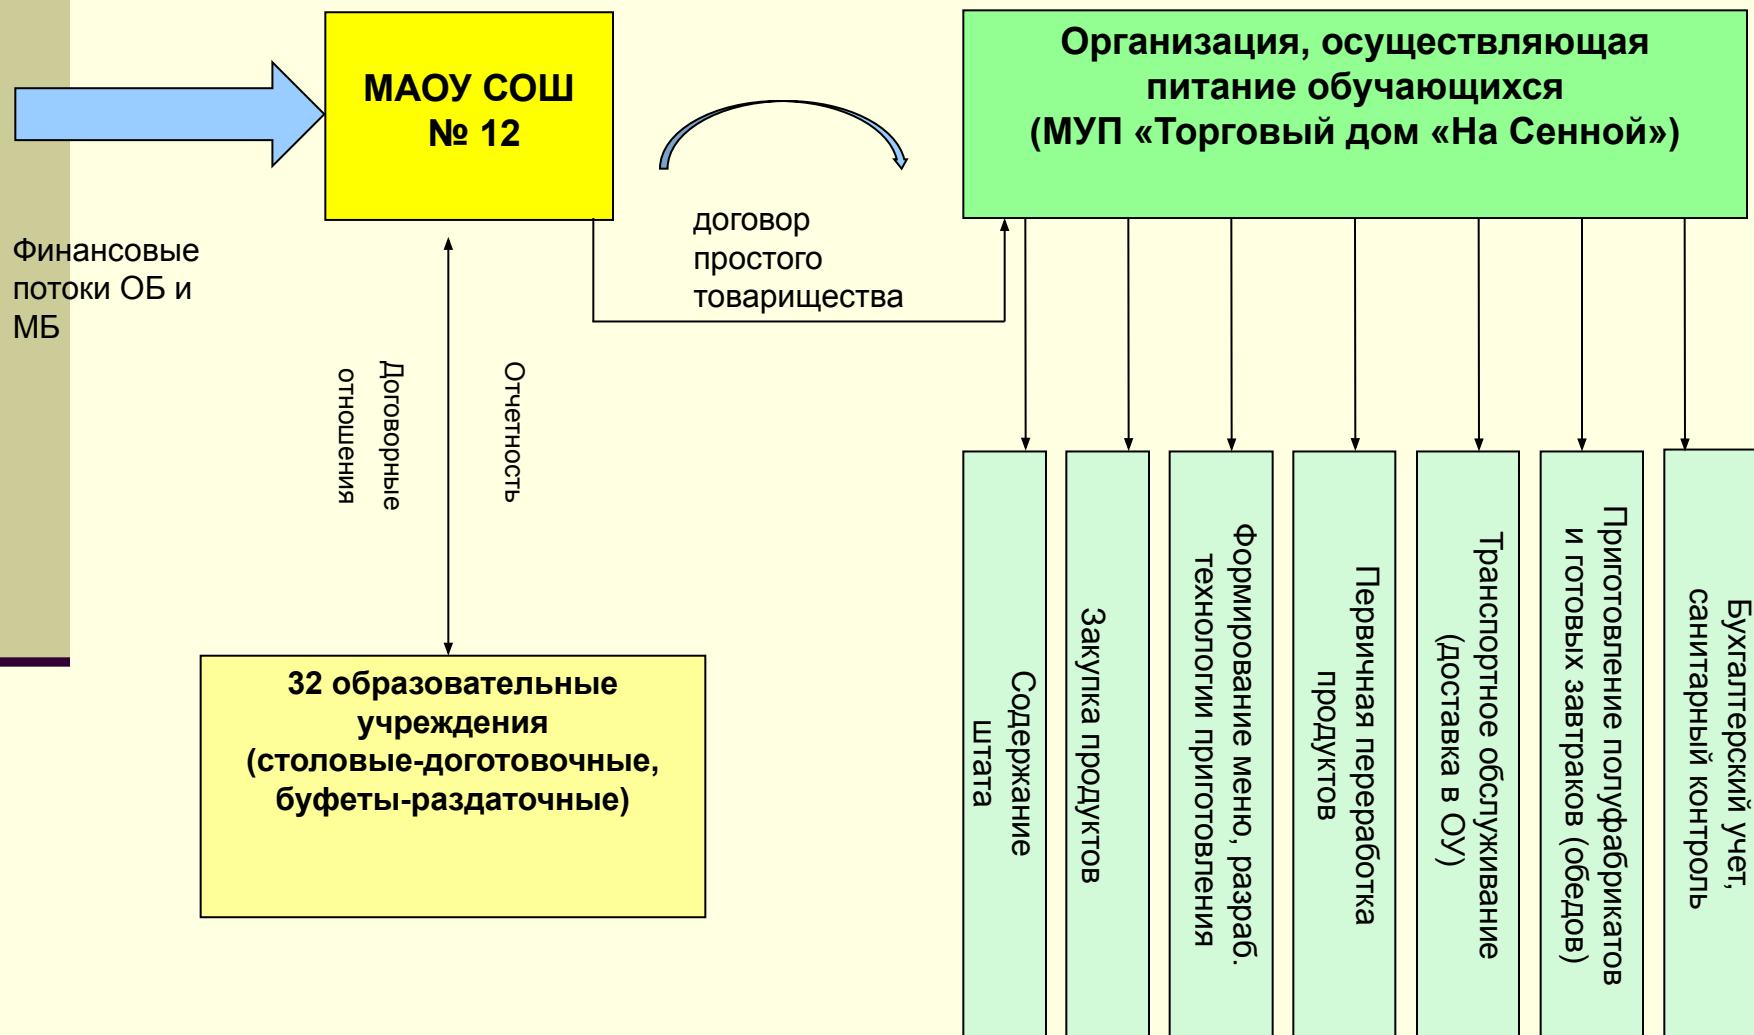 МАОУ СОШ
№ 12
Организация, осуществляющая
питание обучающихся
(МУП «Торговый дом «На Сенной»)
Финансовые
потоки ОБ и
МБ
договор
простого
товарищества
Договорные
отношения
Отчетность
32 образовательные
учреждения
(столовые-доготовочные,
буфеты-раздаточные)
Содержание
штата
Закупка продуктов
Формирование меню, разраб.
технологии приготовления
Первичная переработка
продуктов
Транспортное обслуживание
(доставка в ОУ)
Приготовление полуфабрикатов
и готовых завтраков (обедов)
Бухгалтерский учет,
санитарный контроль